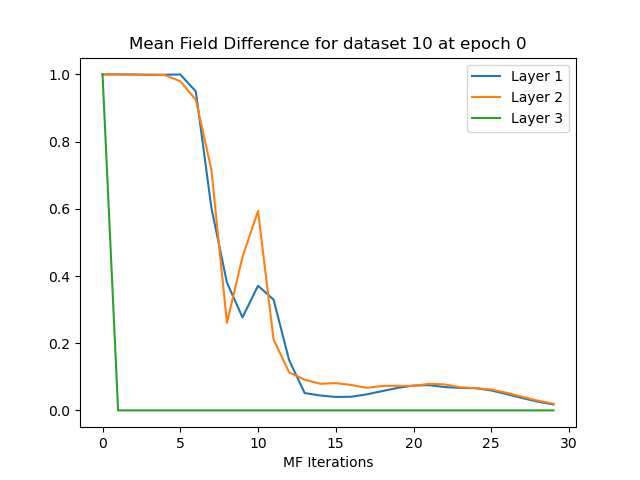 Mean Field Difference for dataset 10 at epoch 0
1.0
0.8
0.6
0.4
0.2
0.0
Layer 1
Layer 2
Layer 3
0 5 10 15 20 25 30
MF Iterations